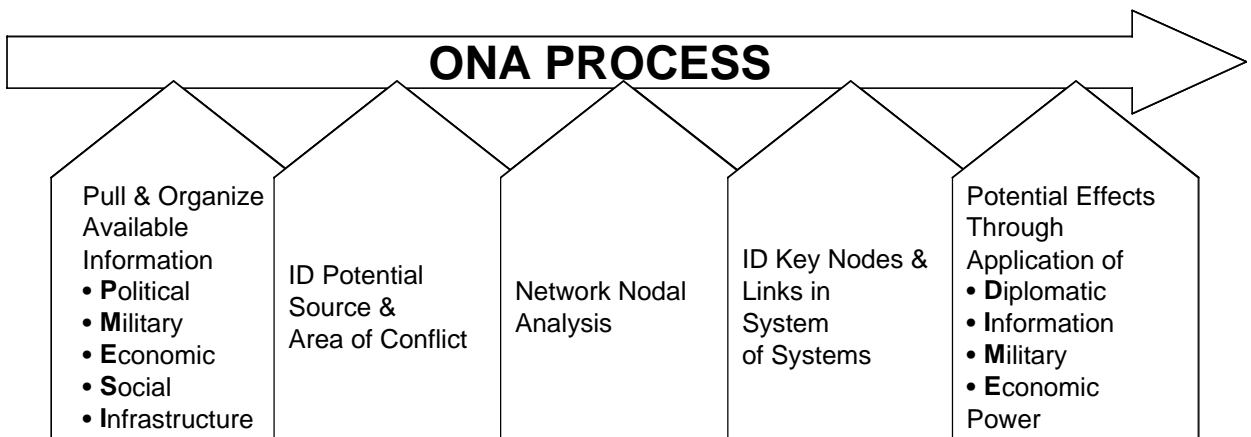 ONA PROCESS
Pull & Organize
Available
Information
• Political
• Military
• Economic
• Social
• Infrastructure
ID Potential
Source &
Area of Conflict
Network Nodal
Analysis
ID Key Nodes &
Links in
System
of Systems
Potential Effects
Through
Application of
• Diplomatic
• Information
• Military
• Economic
Power